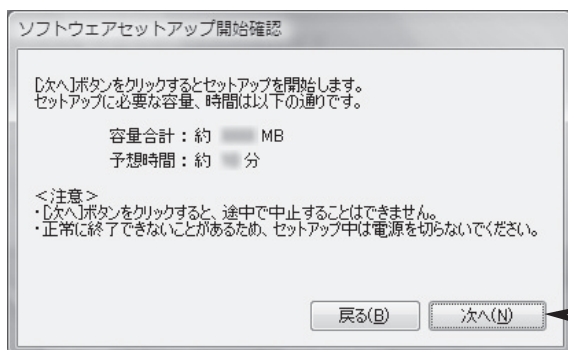 ソフトウェアセットアップ開始確認
[次へ]ボタンをクリックするとセットアップを開始します。
セットアップに必要な容量、時間は以下の通りです。
容量合計：約 MB
予想時間：約 分
<注意>
・[次へ]ボタンをクリックすると、途中で中止することはできません。
・正常に終了できないことがあるため、セットアップ中は電源を切らないでください。
戻る(B) 次へ(N)